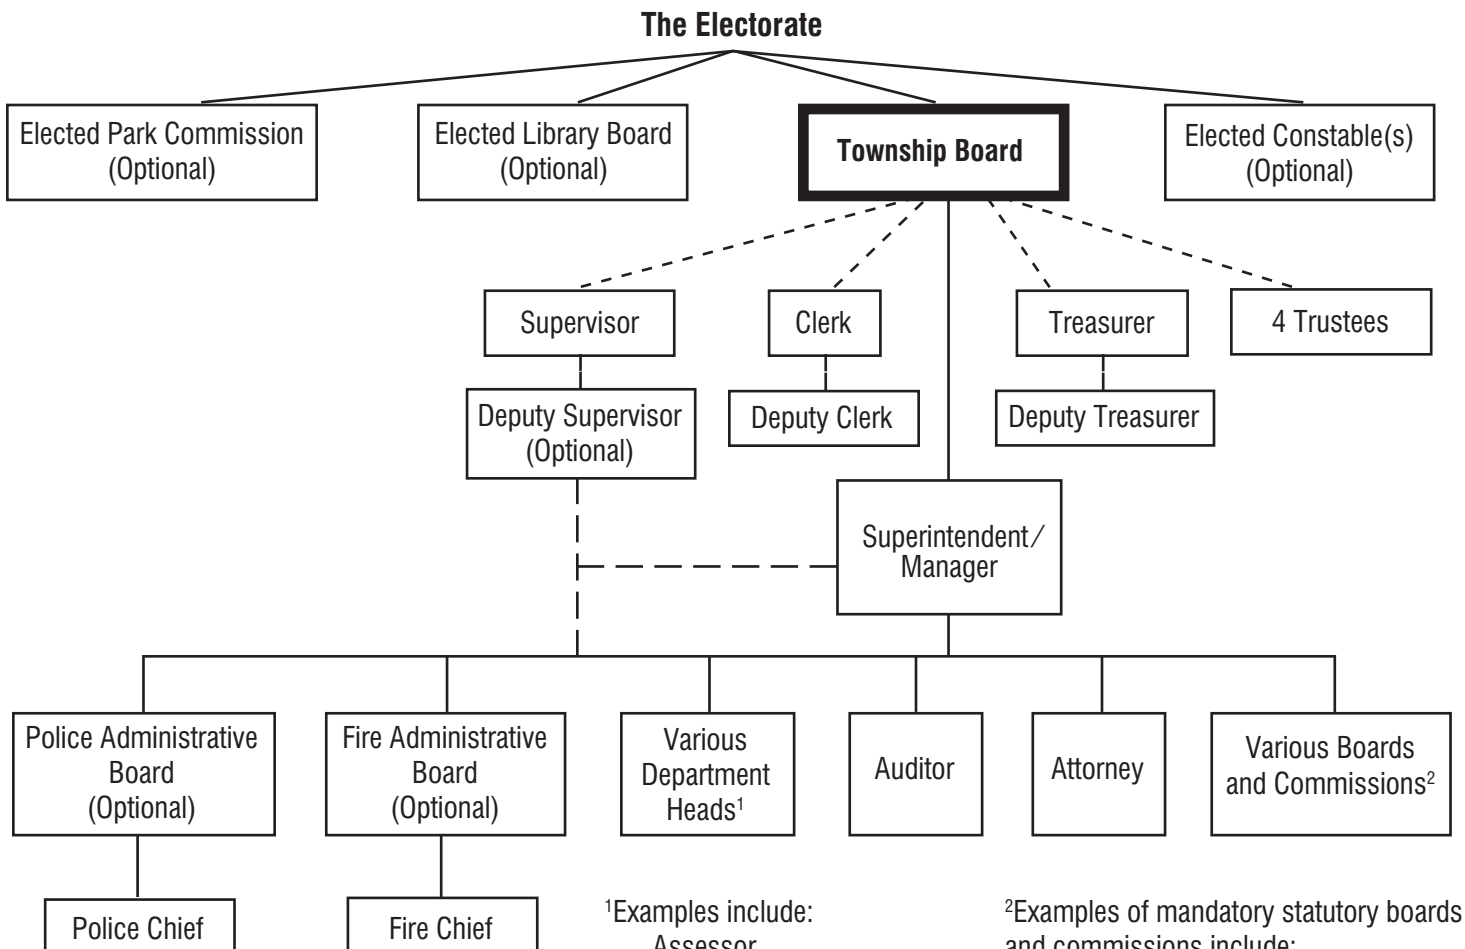 The Electorate
Elected Park Commission
(Optional)
Elected Library Board
(Optional)
Township Board
Elected Constable(s)
(Optional)
Supervisor
Clerk
Treasurer
4 Trustees
Deputy Supervisor
(Optional)
Deputy Clerk
Deputy Treasurer
Superintendent/
Manager
Police Administrative
Board
(Optional)
Fire Administrative
Board
(Optional)
Various
Department
Heads¹
Auditor
Attorney
Various Boards
and Commissions²
Police Chief
Fire Chief
¹Examples include:
Assessor
²Examples of mandatory statutory boards
and commissions include: